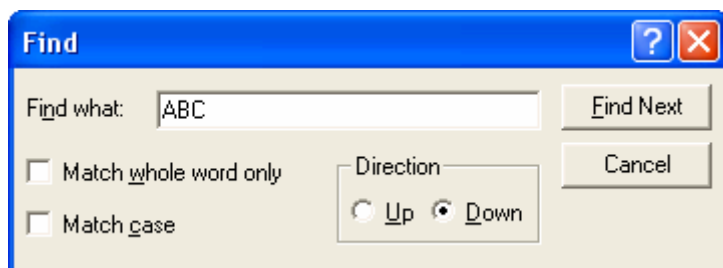 Find
Find what: ABC
Find Next
Match whole word only
Direction
Cancel
Match case
Up Down